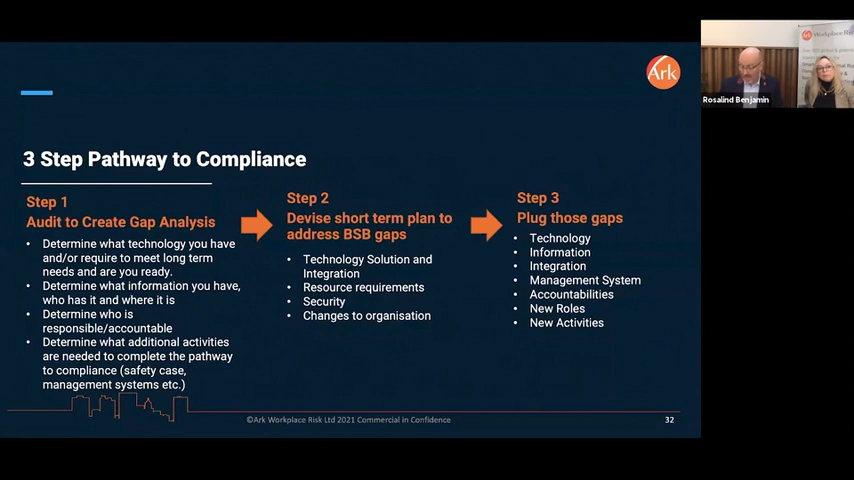 Ark
Workplace Ris
Rosalind Benjamin
3 Step Pathway to Compliance
Step 1
Audit to Create Gap Analysis
• Determine what technology you have
and/or require to meet long term
needs and are you ready.
• Determine what information you have,
who has it and where it is
• Determine who is
responsible/accountable
• Determine what additional activities
are needed to complete the pathway
to compliance (safety case,
management systems etc.)
Step 2
Devise short term plan to
address BSB gaps
• Technology Solution and
Integration
• Resource requirements
• Security
• Changes to organisation
Step 3
Plug those gaps
• Technology
• Information
• Integration
• Management System
• Accountabilities
• New Roles
• New Activities
©Ark Workplace Risk Ltd 2021 Commercial in Confidence
32